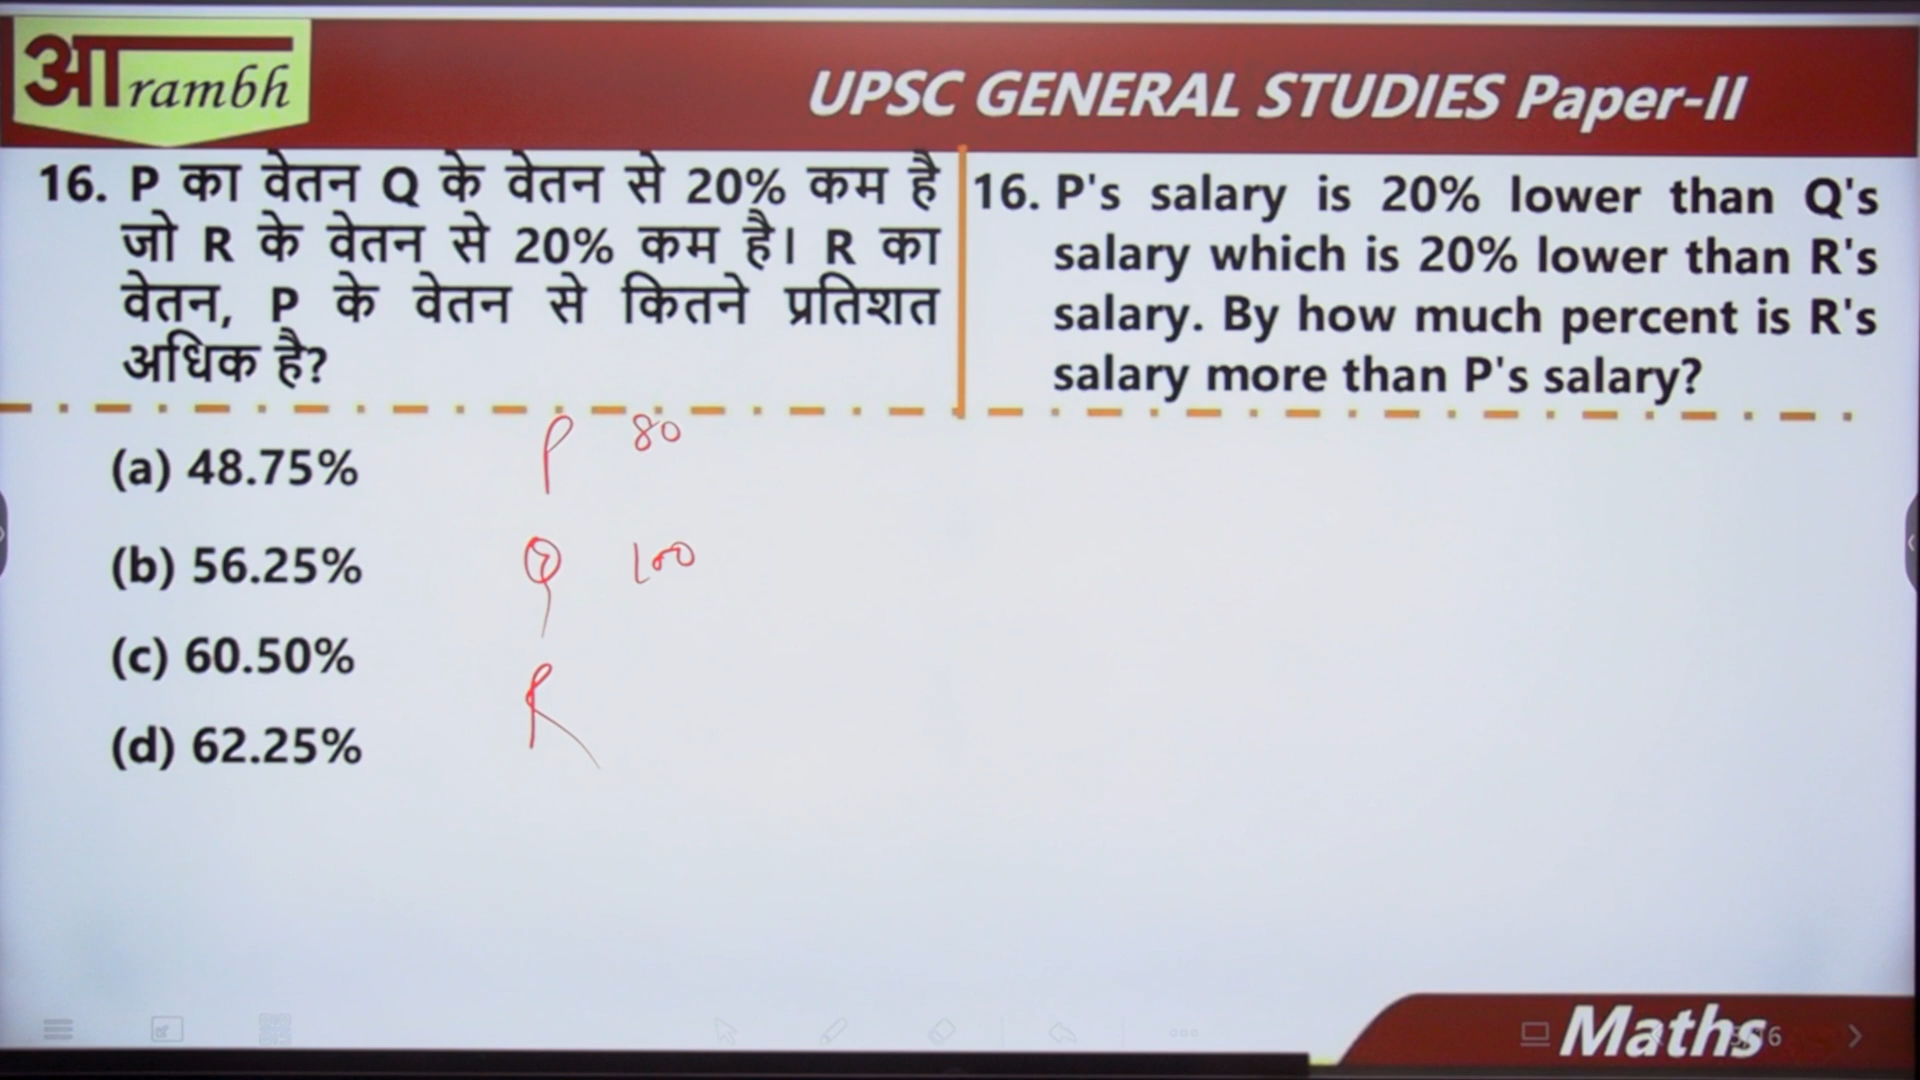 आrambh
UPSC GENERAL STUDIES Paper-II
16. P का वेतन Q के वेतन से 20% कम है
जो R के वेतन से 20% कम है। R का
वेतन, P के वेतन से कितने प्रतिशत
अधिक है?
16. P's salary is 20% lower than Q's
salary which is 20% lower than R's
salary. By how much percent is R's
salary more than P's salary?
(a) 48.75%
(b) 56.25%
(c) 60.50%
(d) 62.25%
P 80
Q 100
R
Maths